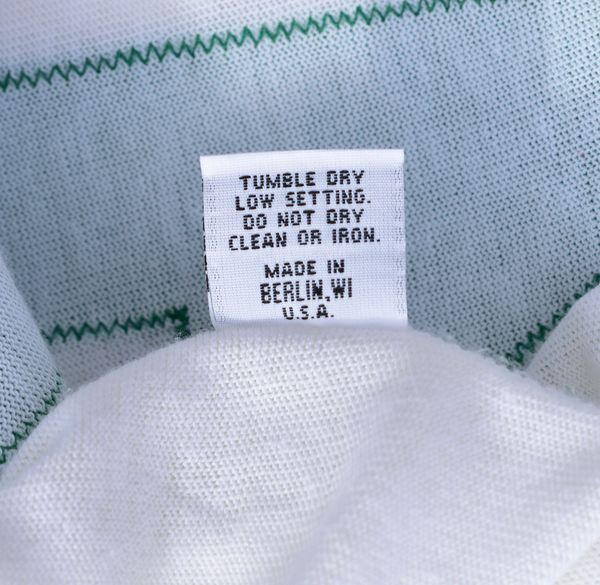 TUMBLE DRY
LOW SETTING.
DO NOT DRY
CLEAN OR IRON.
MADE IN
BERLIN, WI
U.S.A.